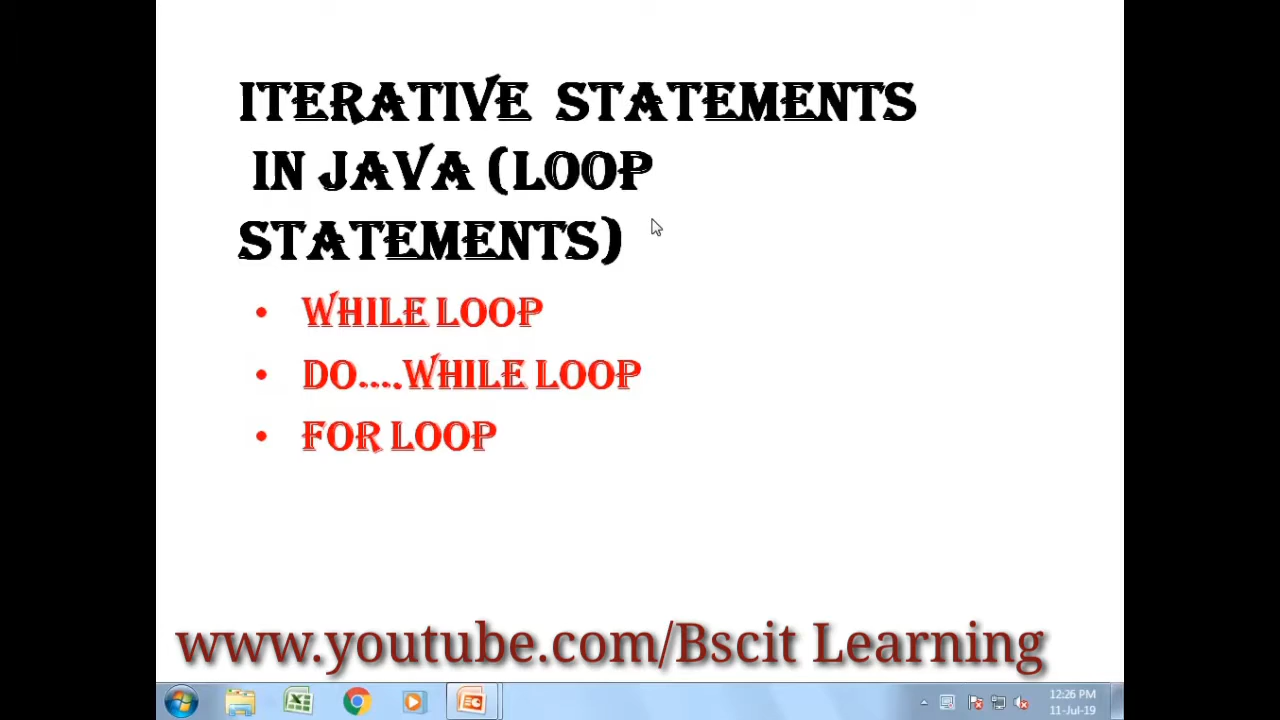 ITERATIVE STATEMENTS
IN JAVA (LOOP
STATEMENTS)
• WHILE LOOP
• DO....WHILE LOOP
• FOR LOOP
www.youtube.com/Bscit Learning
12:26 PM
11-Jul-19